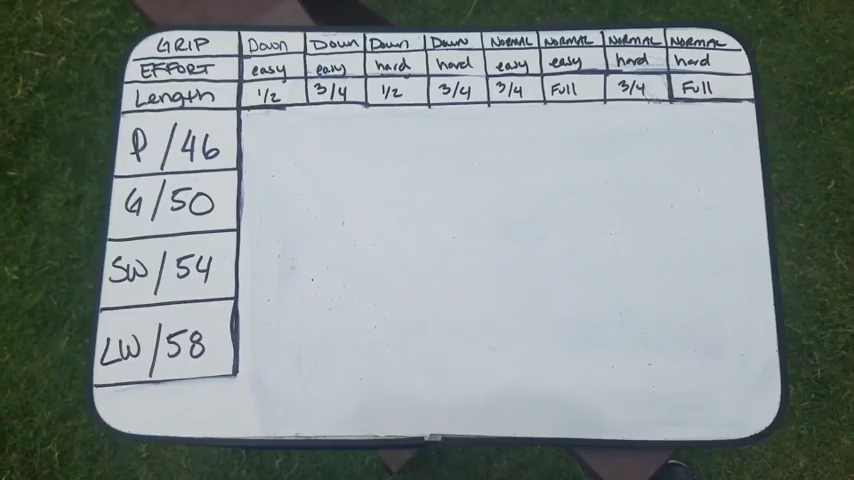 GRIP Down Down Down Down NORMAL NORMAL NORMAL NORMAL
EFFORT easy easy hard hard easy easy hard hard
Length 1/2 3/4 1/2 3/4 3/4 Full 3/4 Full
P/46
G/50
SW/54
LW/58